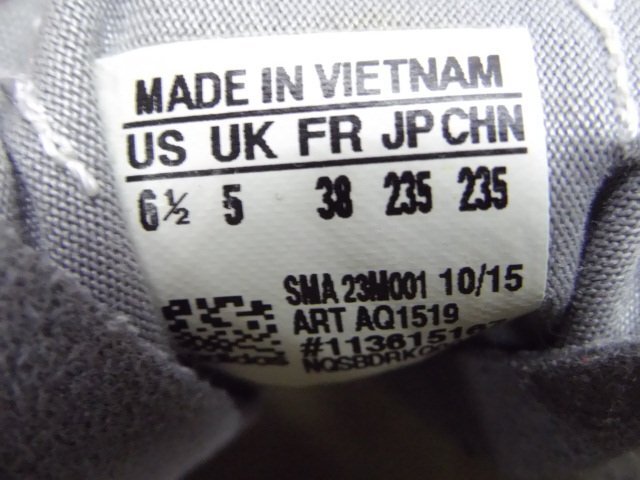 MADE IN VIETNAM
US UK FR JP CHN
6½ 5 38 235 235
SMA 23M001 10/15
ART AQ1519